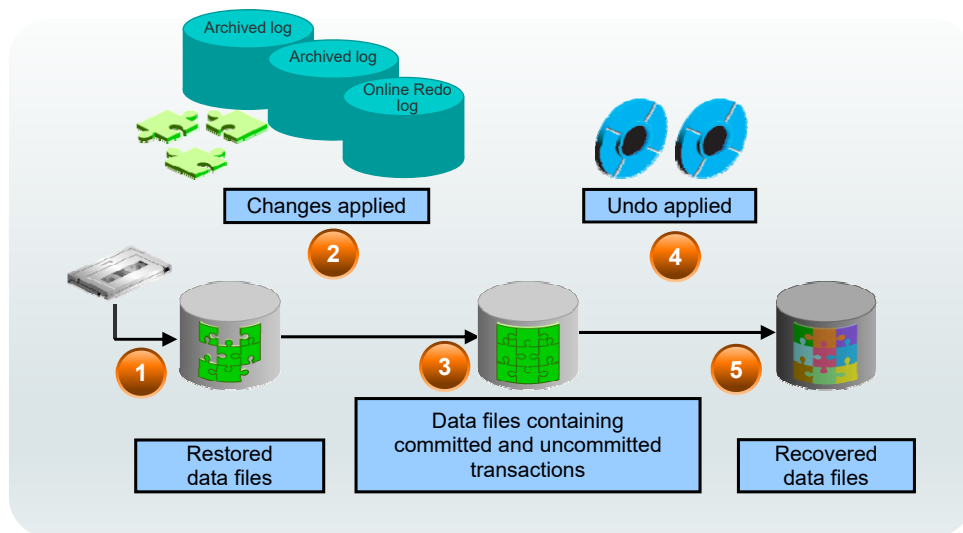 Archived log
Archived log
Online Redo
log
Changes applied
Undo applied
2
4
1
3
5
Restored
data files
Data files containing
committed and uncommitted
transactions
Recovered
data files